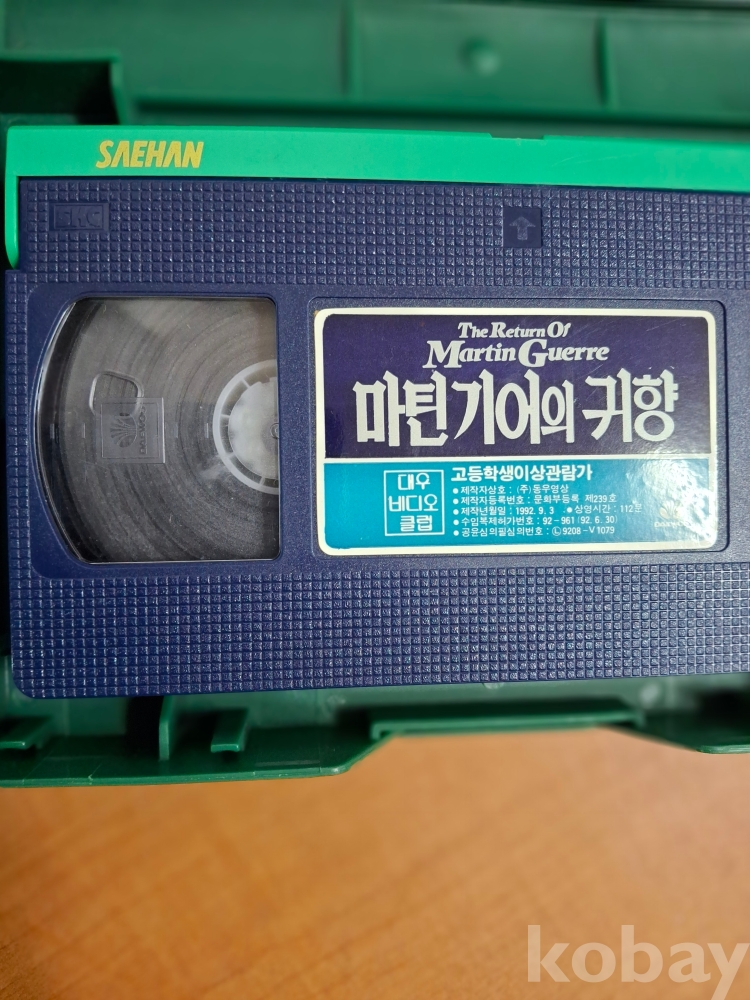 SAEHAN
The Return Of
Martin Guerre
마틴기어의 귀향
대우
비디오
클럽
고등학생이상관람가
● 제작자상호 : (주)동우영상
● 제작자등록번호 : 문화부등록 제239호
● 제작년월일 : 1992. 9. 3 ● 상영시간 : 112분
● 수입복제허가번호 : 92-961 (92. 6. 30)
● 공윤심의필심의번호 : Ⓛ9208-V1079
kobay